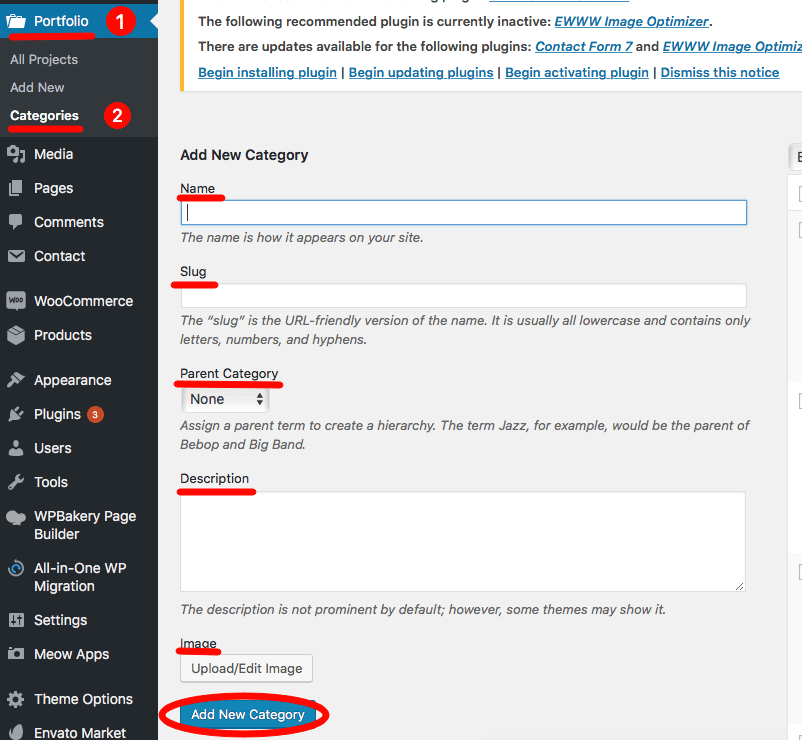 Portfolio 1
All Projects
Add New
Categories 2
Media
Pages
Comments
Contact
WOO WooCommerce
Products
Appearance
Plugins 3
Users
Tools
WPBakery Page
Builder
All-in-One WP
Migration
Settings
Meow Apps
Theme Options
Envato Market
The following recommended plugin is currently inactive: EWWW Image Optimizer.
There are updates available for the following plugins: Contact Form 7 and EWWW Image
Begin installing plugin | Begin updating plugins | Begin activating plugin | Dismiss this notice
Add New Category
Name
The name is how it appears on your site.
Slug
The “slug” is the URL-friendly version of the name. It is usually all lowercase and contains only
letters, numbers, and hyphens.
Parent Category
None
Assign a parent term to create a hierarchy. The term Jazz, for example, would be the parent of
Bebop and Big Band.
Description
The description is not prominent by default; however, some themes may show it.
Image
Upload/Edit Image
Add New Category